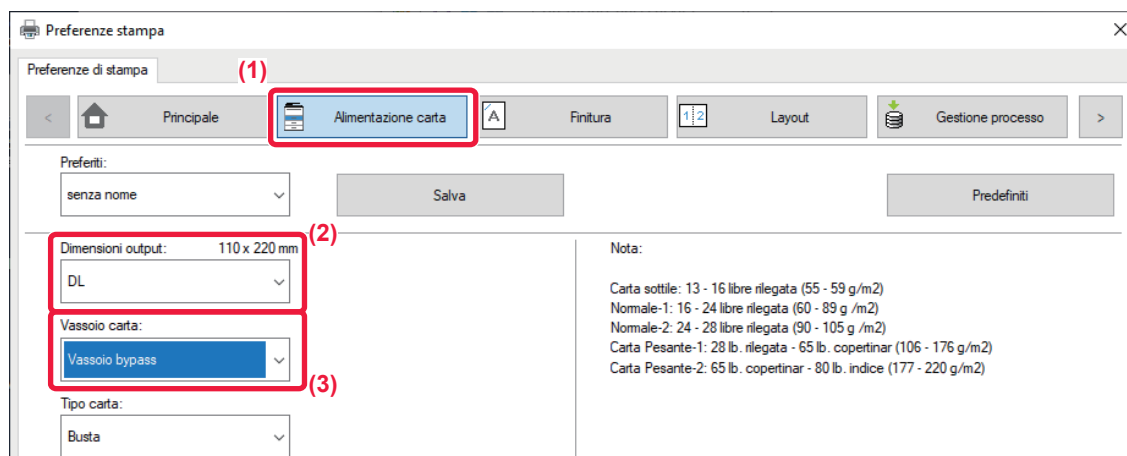 Preferenze stampa
Preferenze di stampa
(1)
<
Principale
Alimentazione carta
A
Finitura
1 2
Layout
Gestione processo
>
Preferiti:
senza nome
Salva
Predefiniti
(2)
Dimensioni output: 110 x 220 mm
DL
Vassoio carta:
Vassoio bypass
(3)
Tipo carta:
Busta
Nota:
Carta sottile: 13 - 16 libre rilegata (55 - 59 g/m2)
Normale-1: 16 - 24 libre rilegata (60 - 89 g /m2)
Normale-2: 24 - 28 libre rilegata (90 - 105 g /m2)
Carta Pesante-1: 28 lb. rilegata - 65 lb. copertinar (106 - 176 g/m2)
Carta Pesante-2: 65 lb. copertinar - 80 lb. indice (177 - 220 g/m2)